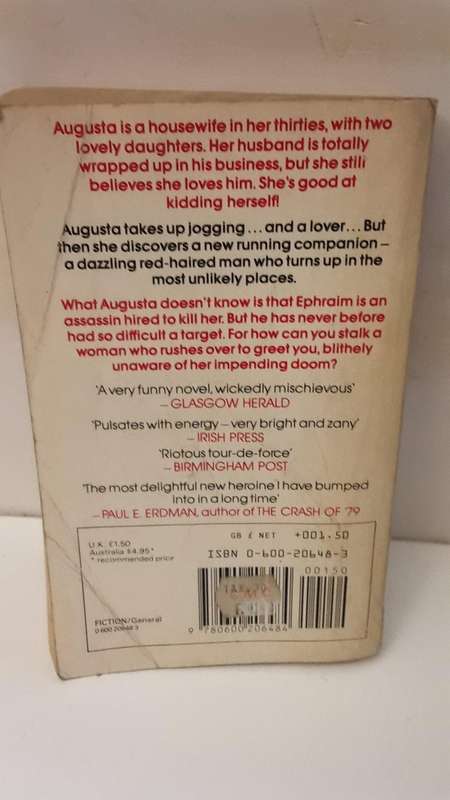 Augusta is a housewife in her thirties, with two
lovely daughters. Her husband is totally
wrapped up in his business, but she still
believes she loves him. She's good at
kidding herself!
Augusta takes up jogging... and a lover... But
then she discovers a new running companion –
a dazzling red-haired man who turns up in the
most unlikely places.
What Augusta doesn't know is that Ephraim is an
assassin hired to kill her. But he has never before
had so difficult a target. For how can you stalk a
woman who rushes over to greet you, blithely
unaware of her impending doom?
'A very funny novel, wickedly mischievous'
– GLASGOW HERALD
'Pulsates with energy – very bright and zany'
– IRISH PRESS
'Riotous tour-de-force'
– BIRMINGHAM POST
'The most delightful new heroine I have bumped
into in a long time'
– PAUL E. ERDMAN, author of THE CRASH OF '79
GB £ NET +001.50
U.K. £1.50
Australia $4.95*
* recommended price
ISBN 0-600-20648-3
00150
FICTION/General
0 600 20648 3
9 780600 206484